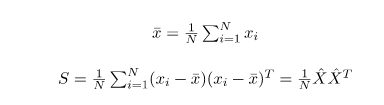 x̄ = 1/N ∑_{i=1}^{N} x_i
S = 1/N ∑_{i=1}^{N} (x_i − x̄)(x_i − x̄)^T = 1/N X̂X̂^T